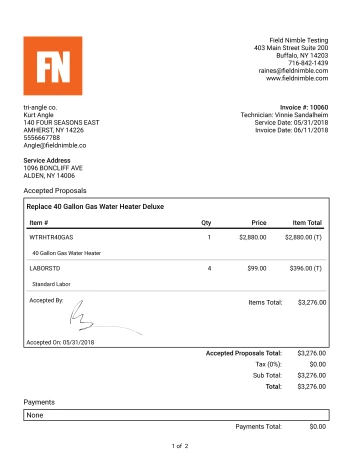 FN
Field Nimble Testing
403 Main Street Suite 200
Buffalo, NY 14203
716-842-1439
raines@fieldnimble.com
www.fieldnimble.com
tri-angle co.
Kurt Angle
140 FOUR SEASONS EAST
AMHERST, NY 14226
5556667788
Angle@fieldnimble.co
Invoice #: 10060
Technician: Vinnie Sandalheim
Service Date: 05/31/2018
Invoice Date: 06/11/2018
Service Address
1096 BONCLIFF AVE
ALDEN, NY 14006
Accepted Proposals
Replace 40 Gallon Gas Water Heater Deluxe
Item # Qty Price Item Total
WTRHTR40GAS 1 $2,880.00 $2,880.00 (T)
40 Gallon Gas Water Heater
LABORSTD 4 $99.00 $396.00 (T)
Standard Labor
Accepted By: Items Total: $3,276.00
Accepted On: 05/31/2018
Accepted Proposals Total: $3,276.00
Tax (0%): $0.00
Sub Total: $3,276.00
Total: $3,276.00
Payments
None
Payments Total: $0.00
1 of 2